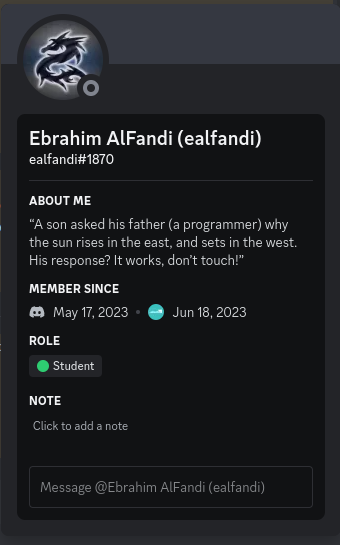 Ebrahim AlFandi (ealfandi)
ealfandi#1870
ABOUT ME
“A son asked his father (a programmer) why
the sun rises in the east, and sets in the west.
His response? It works, don’t touch!”
MEMBER SINCE
May 17, 2023 • Jun 18, 2023
ROLE
Student
NOTE
Click to add a note
Message @Ebrahim AlFandi (ealfandi)